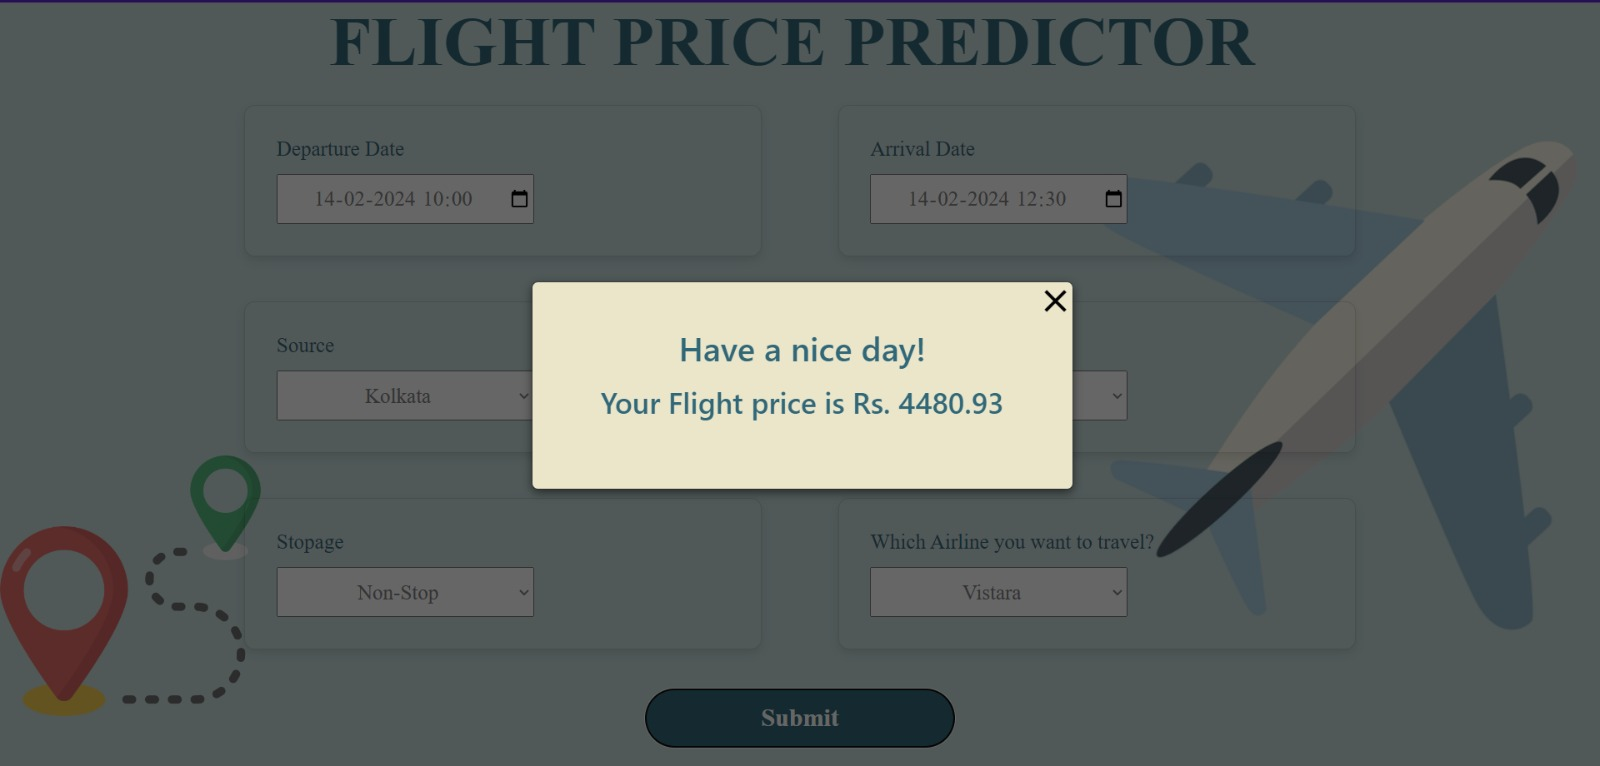 FLIGHT PRICE PREDICTOR
Departure Date
14-02-2024 10:00
Arrival Date
14-02-2024 12:30
Source
Kolkata
Have a nice day!
Your Flight price is Rs. 4480.93
Stopage
Non-Stop
Which Airline you want to travel?
Vistara
Submit